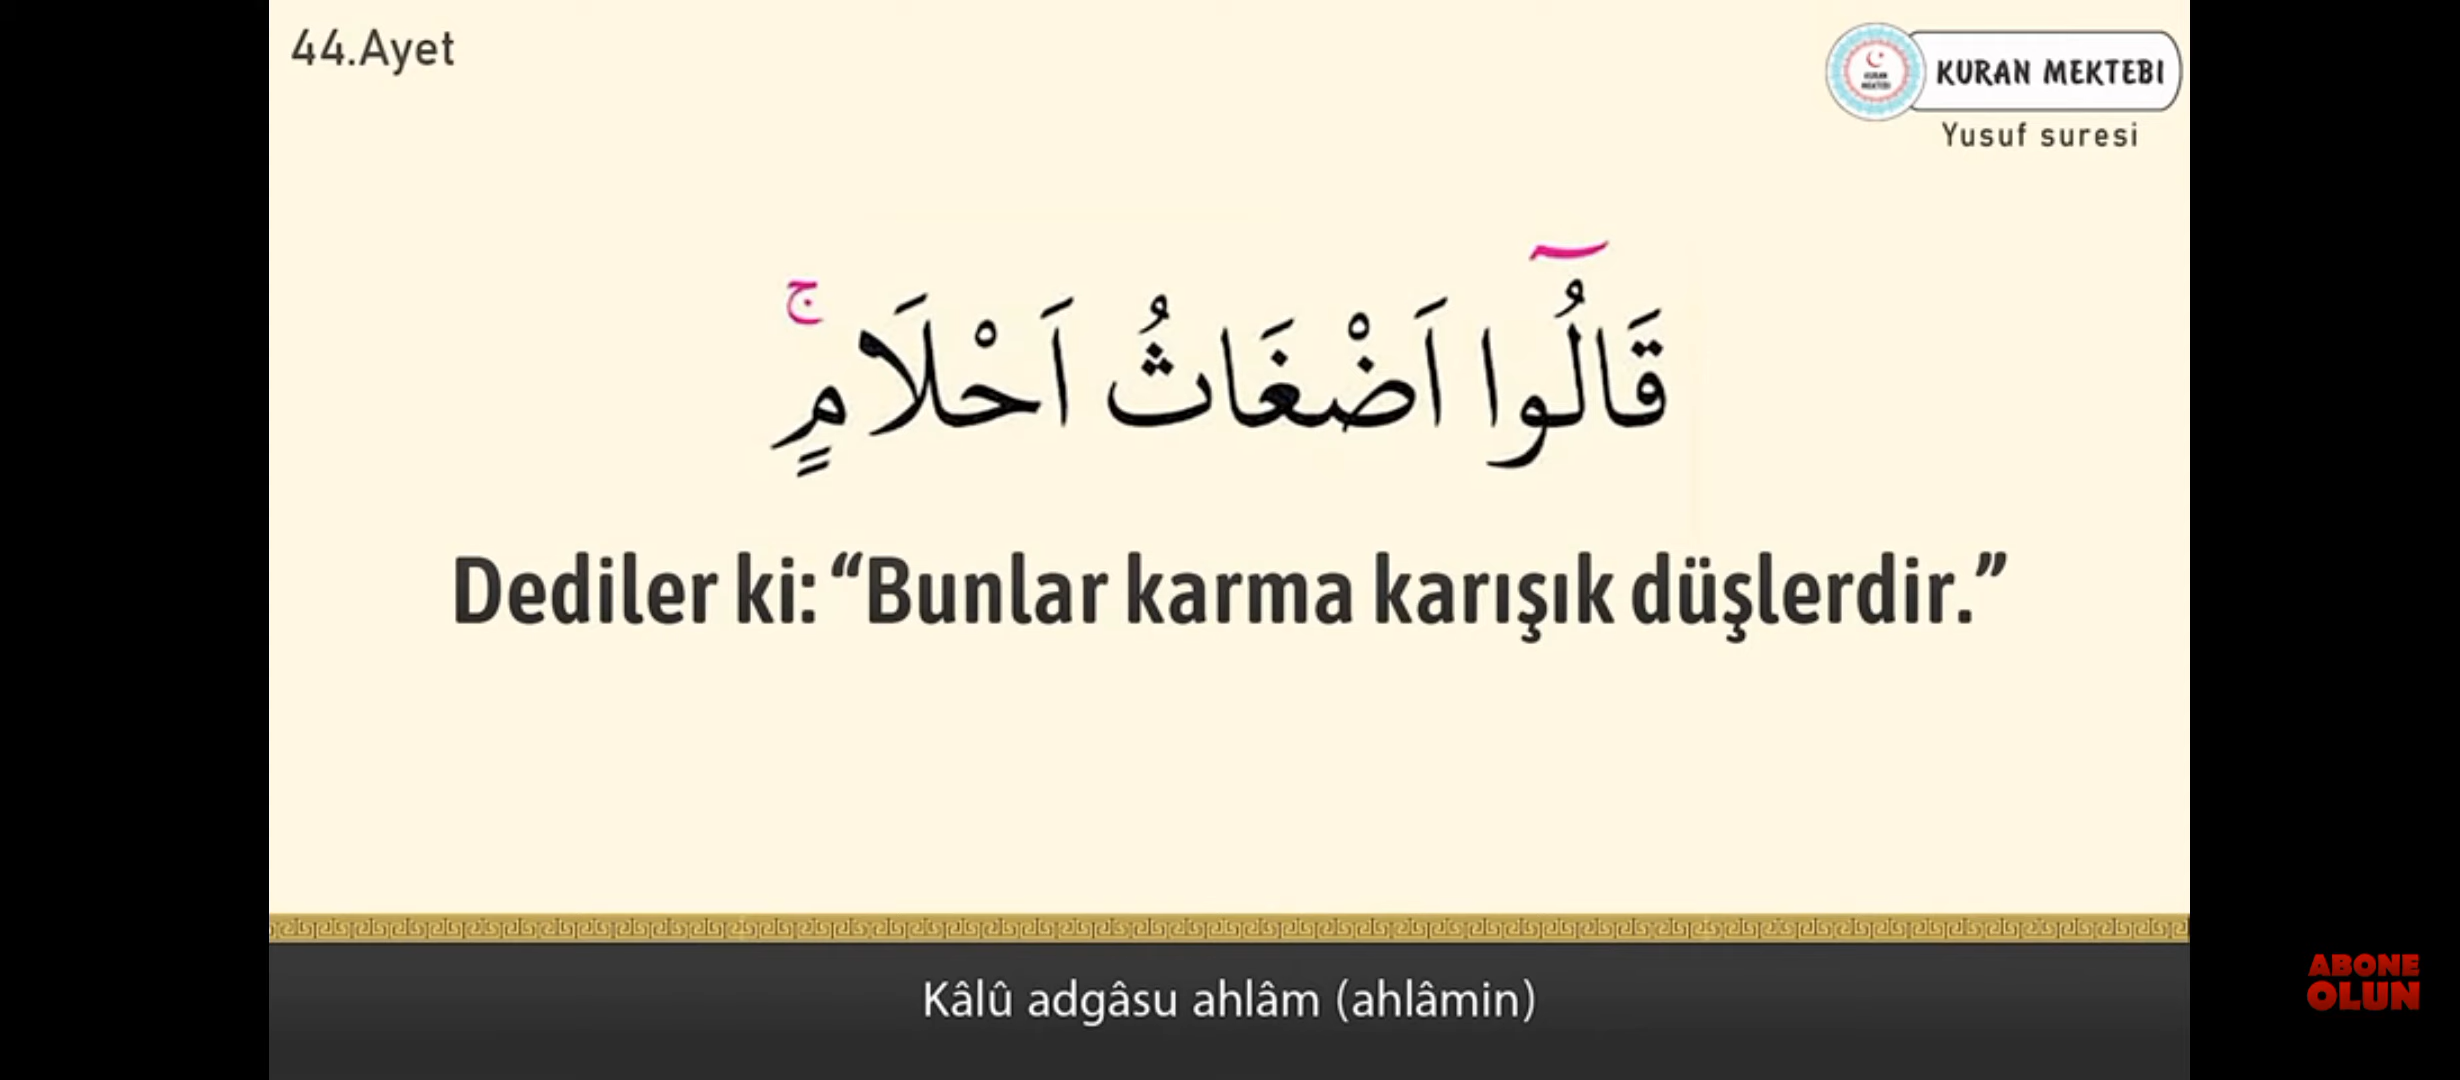 44.Ayet
KURAN MEKTEBI
Yusuf suresi
قَالُٓوا اَضْغَاثُ اَحْلَامٍۚ
Dediler ki: “Bunlar karma karışık düşlerdir.”
Kâlû adgâsu ahlâm (ahlâmin)
ABONE
OLUN